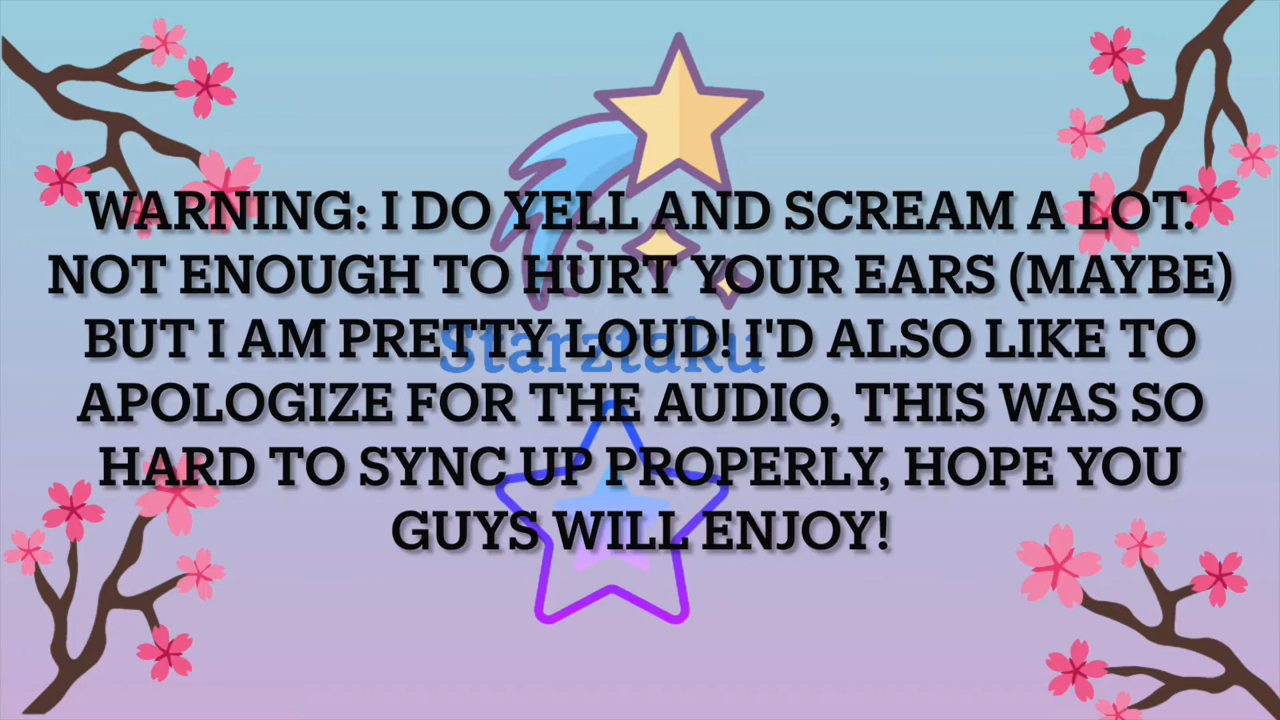 WARNING: I DO YELL AND SCREAM A LOT.
NOT ENOUGH TO HURT YOUR EARS (MAYBE)
BUT I AM PRETTY LOUD! I'D ALSO LIKE TO
Starztaku
APOLOGIZE FOR THE AUDIO, THIS WAS SO
HARD TO SYNC UP PROPERLY, HOPE YOU
GUYS WILL ENJOY!